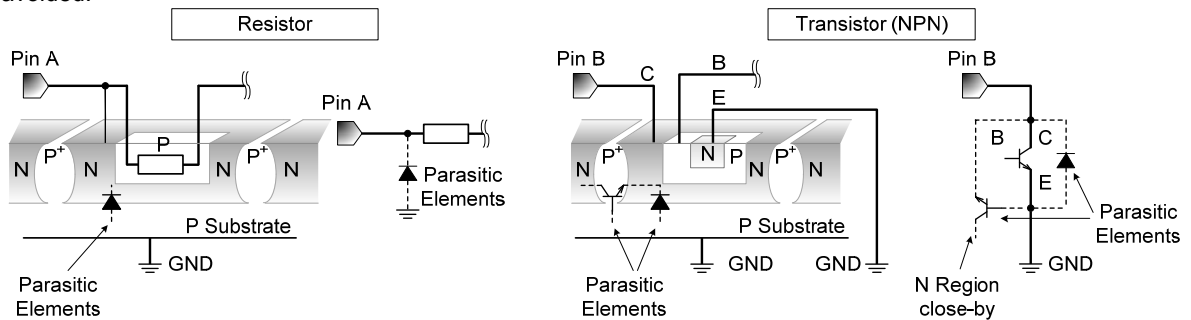 Resistor
Transistor (NPN)
Pin A
Pin B
C
B
E
Pin B
Pin A
N
P+
N
P
P+
N
Parasitic
Elements
P Substrate
GND
Parasitic
Elements
N
P+
N
N
P
P+
N
P Substrate
GND
GND
Parasitic
Elements
B
C
E
Parasitic
Elements
GND
N Region
close-by